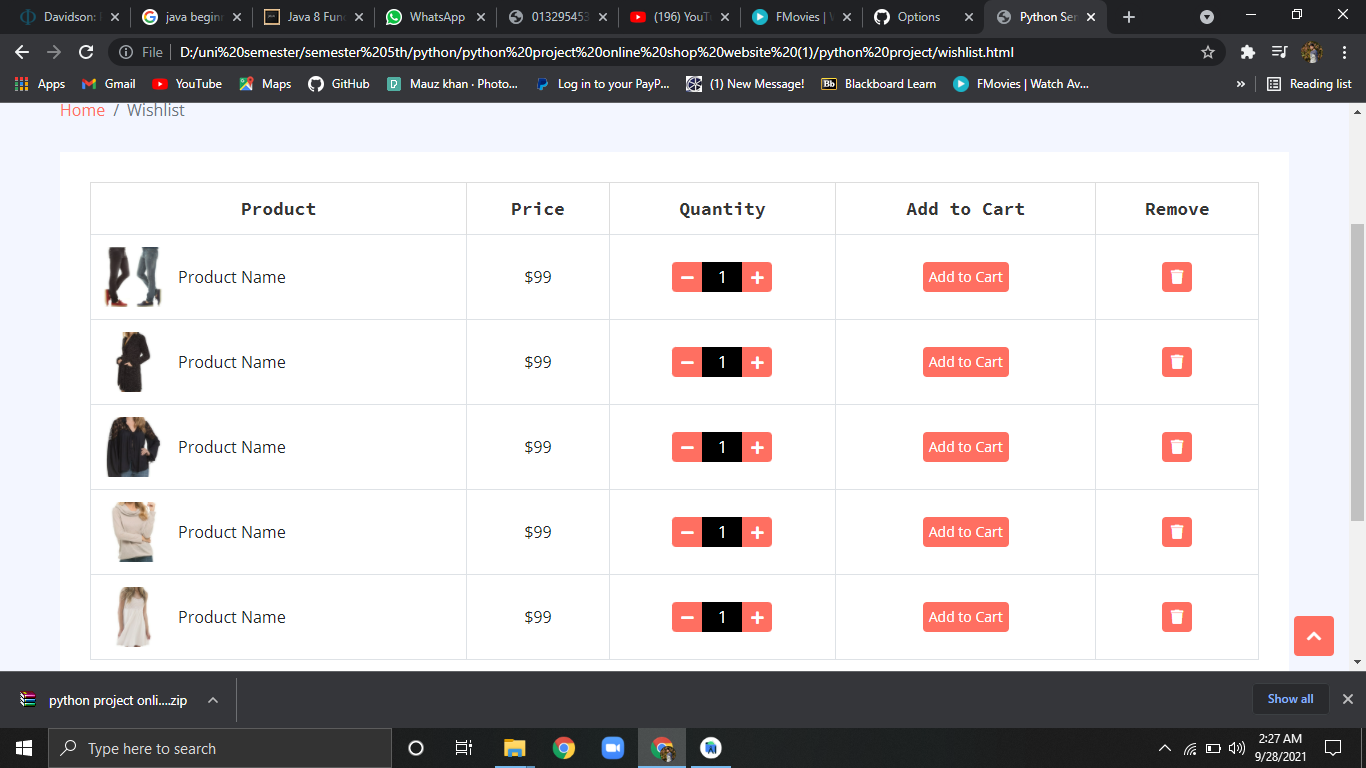 Davidson: java begin Java 8 Fun WhatsApp 013295453 (196) YouT FMovies | Options Python Ser
File D:/uni%20semester/semester%205th/python/python%20project%20online%20shop%20website%20(1)/python%20project/wishlist.html
Apps Gmail YouTube Maps GitHub Mauz khan · Photo... Log in to your PayP... (1) New Message! Bb Blackboard Learn FMovies | Watch Av... » Reading list
Home / Wishlist
Product Price Quantity Add to Cart Remove
Product Name $99 1 Add to Cart
Product Name $99 1 Add to Cart
Product Name $99 1 Add to Cart
Product Name $99 1 Add to Cart
Product Name $99 1 Add to Cart
python project onli....zip Show all
Type here to search 2:27 AM
9/28/2021